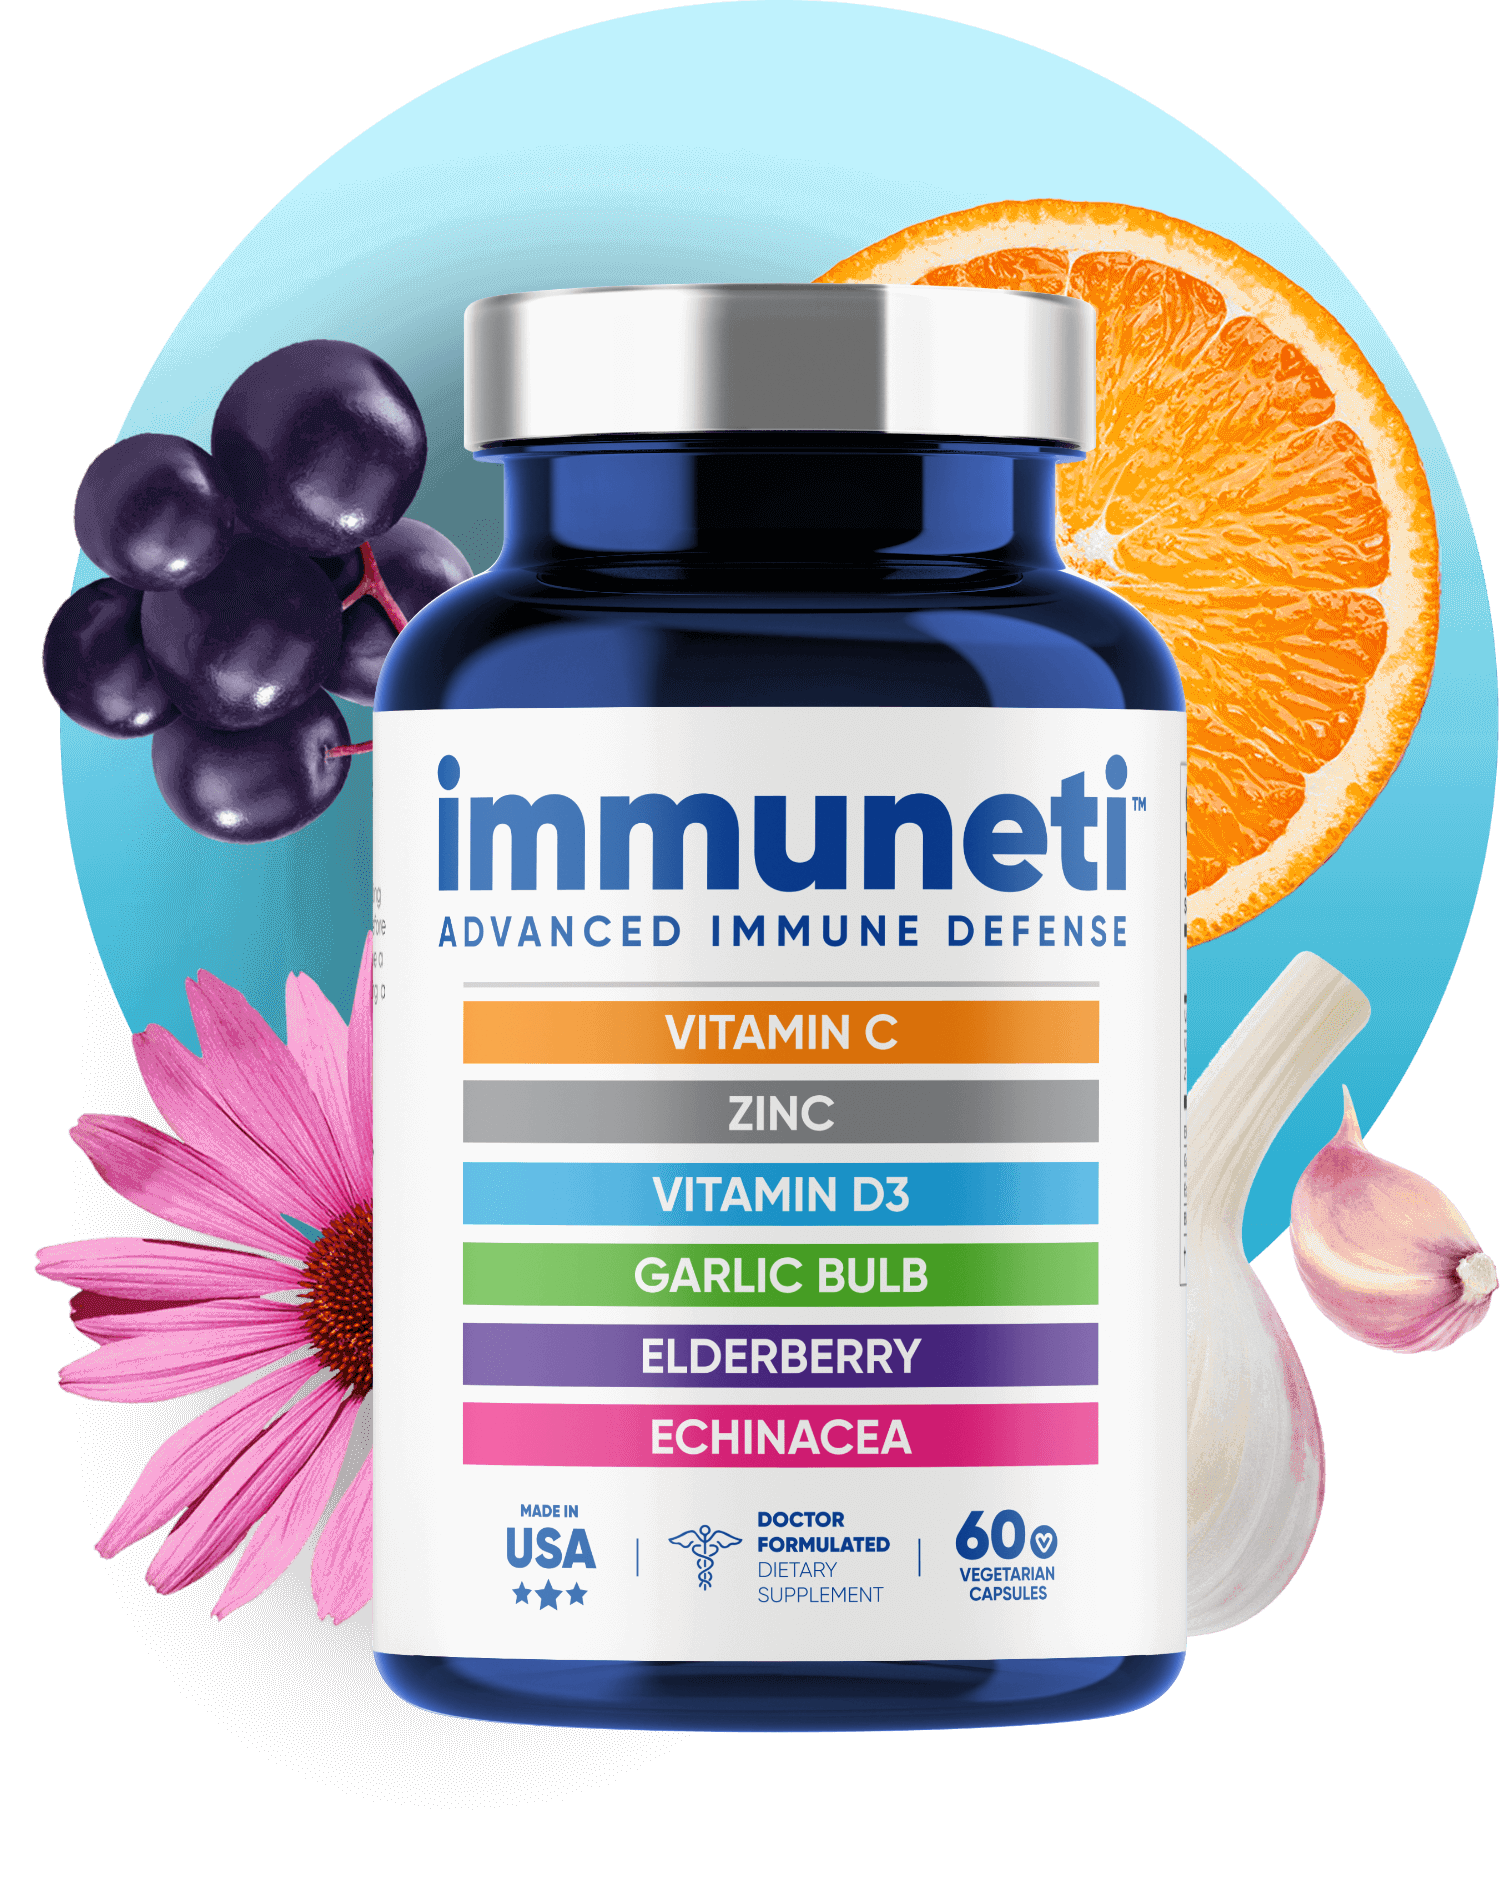 immuneti™
ADVANCED IMMUNE DEFENSE
VITAMIN C
ZINC
VITAMIN D3
GARLIC BULB
ELDERBERRY
ECHINACEA
MADE IN
USA
DOCTOR
FORMULATED
DIETARY
SUPPLEMENT
60
VEGETARIAN
CAPSULES